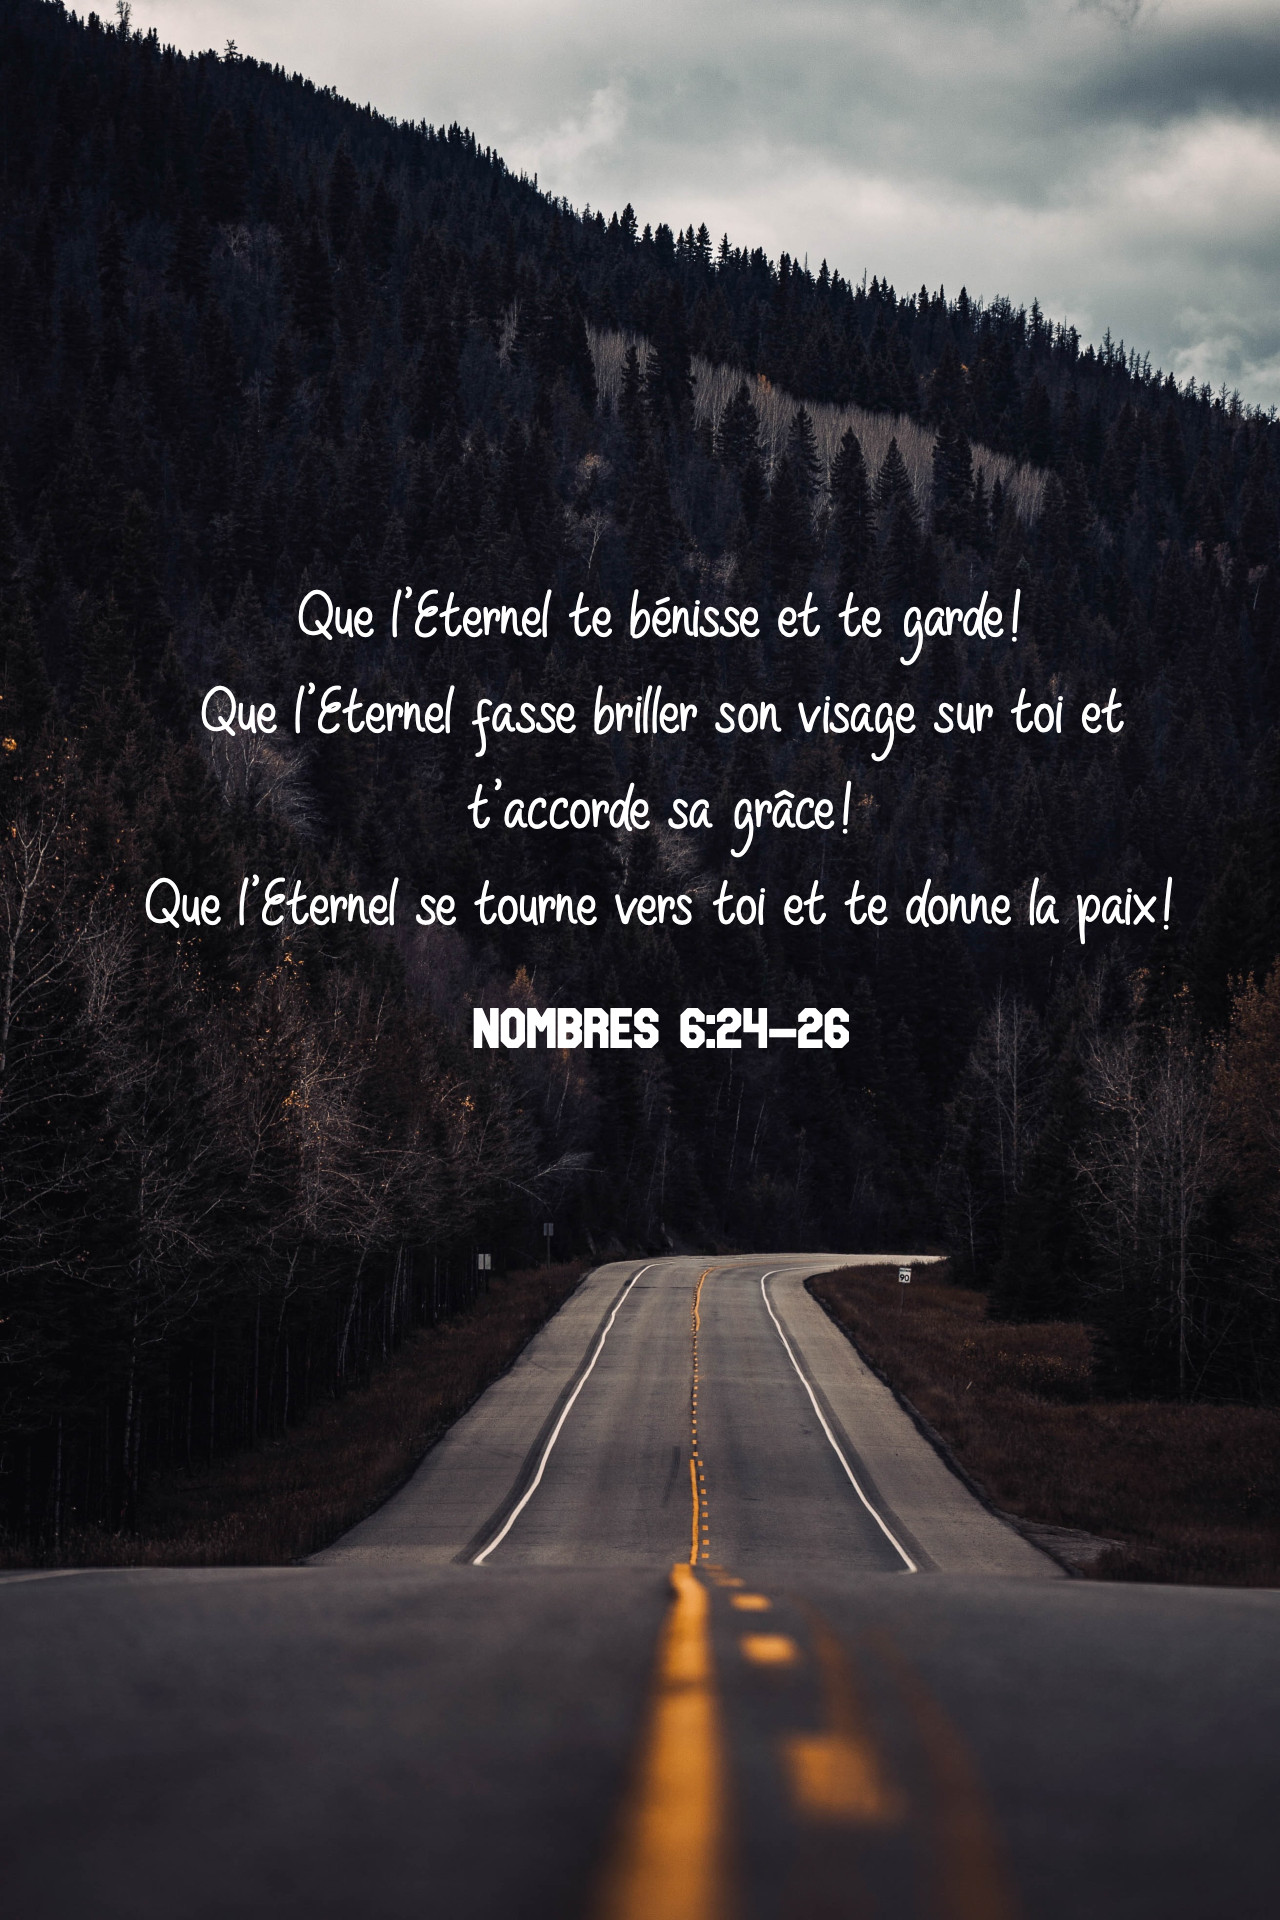 Que l'Eternel te bénisse et te garde!
Que l'Eternel fasse briller son visage sur toi et
t'accorde sa grâce!
Que l'Eternel se tourne vers toi et te donne la paix!
NOMBRES 6:24-26
90